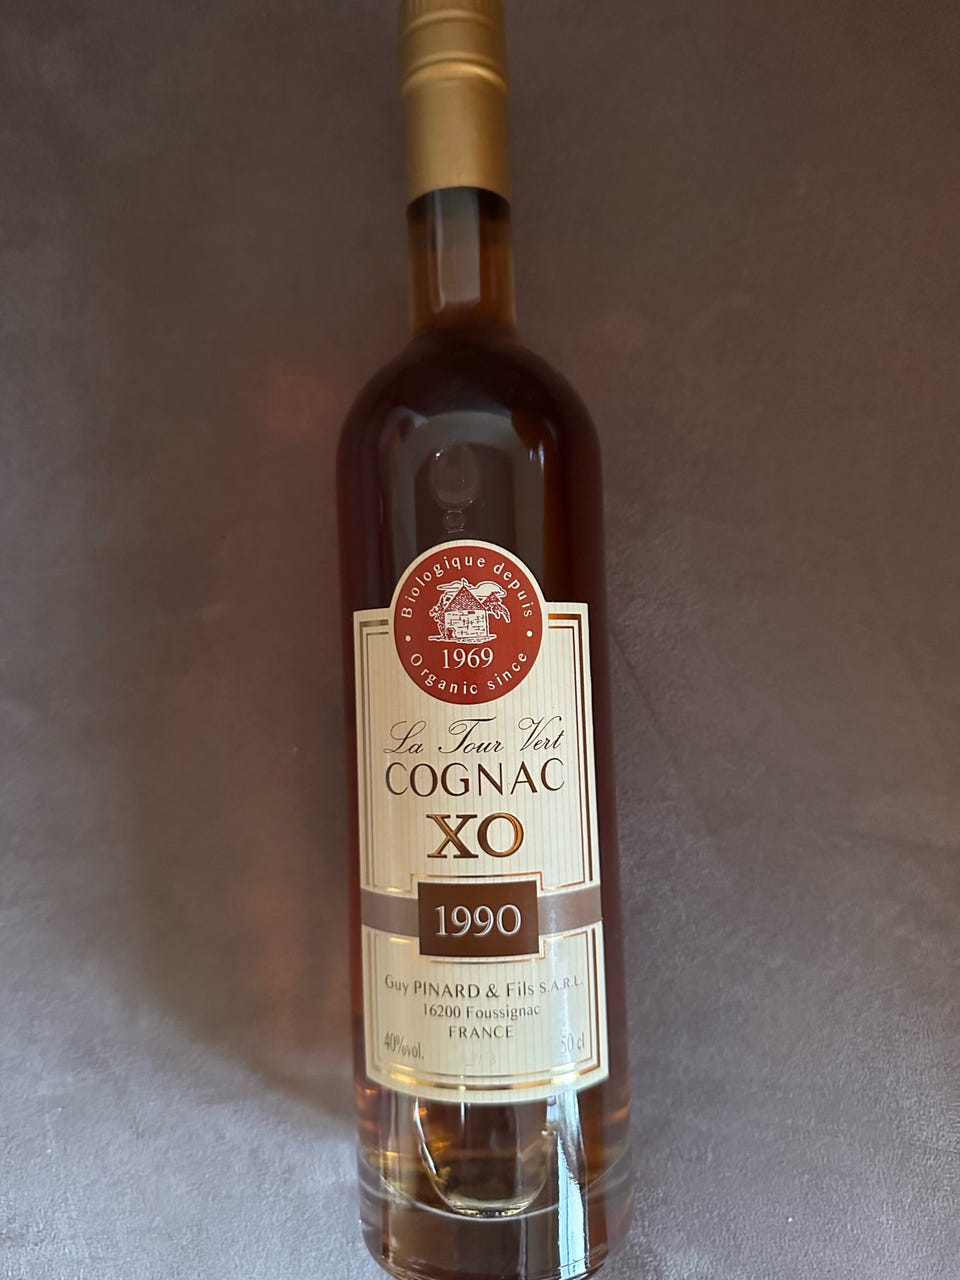 Biologique depuis
1969
Organic since
La Tour Vert
COGNAC
XO
1990
Guy PINARD & Fils S.A.R.L.
16200 Foussignac
FRANCE
40%vol.
50 cl